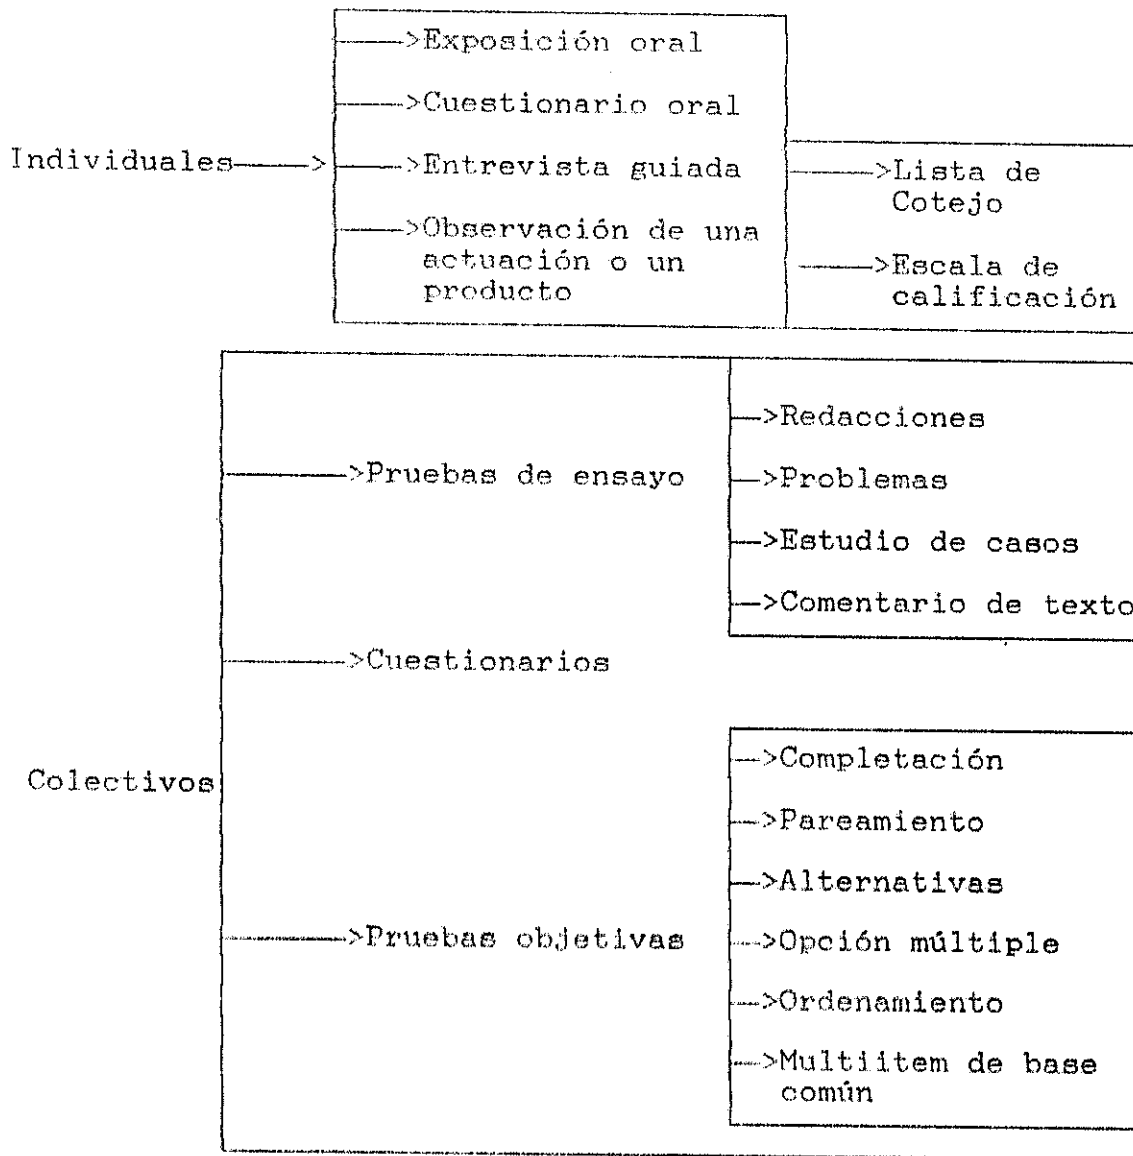 Individuales
>Exposición oral
>Cuestionario oral
>Entrevista guiada
>Observación de una
actuación o un
producto
>Lista de
Cotejo
>Escala de
calificación
Colectivos
>Pruebas de ensayo
>Redacciones
>Problemas
>Estudio de casos
>Comentario de texto
>Cuestionarios
>Pruebas objetivas
>Completación
>Pareamiento
>Alternativas
>Opción múltiple
>Ordenamiento
>Multiitem de base
común